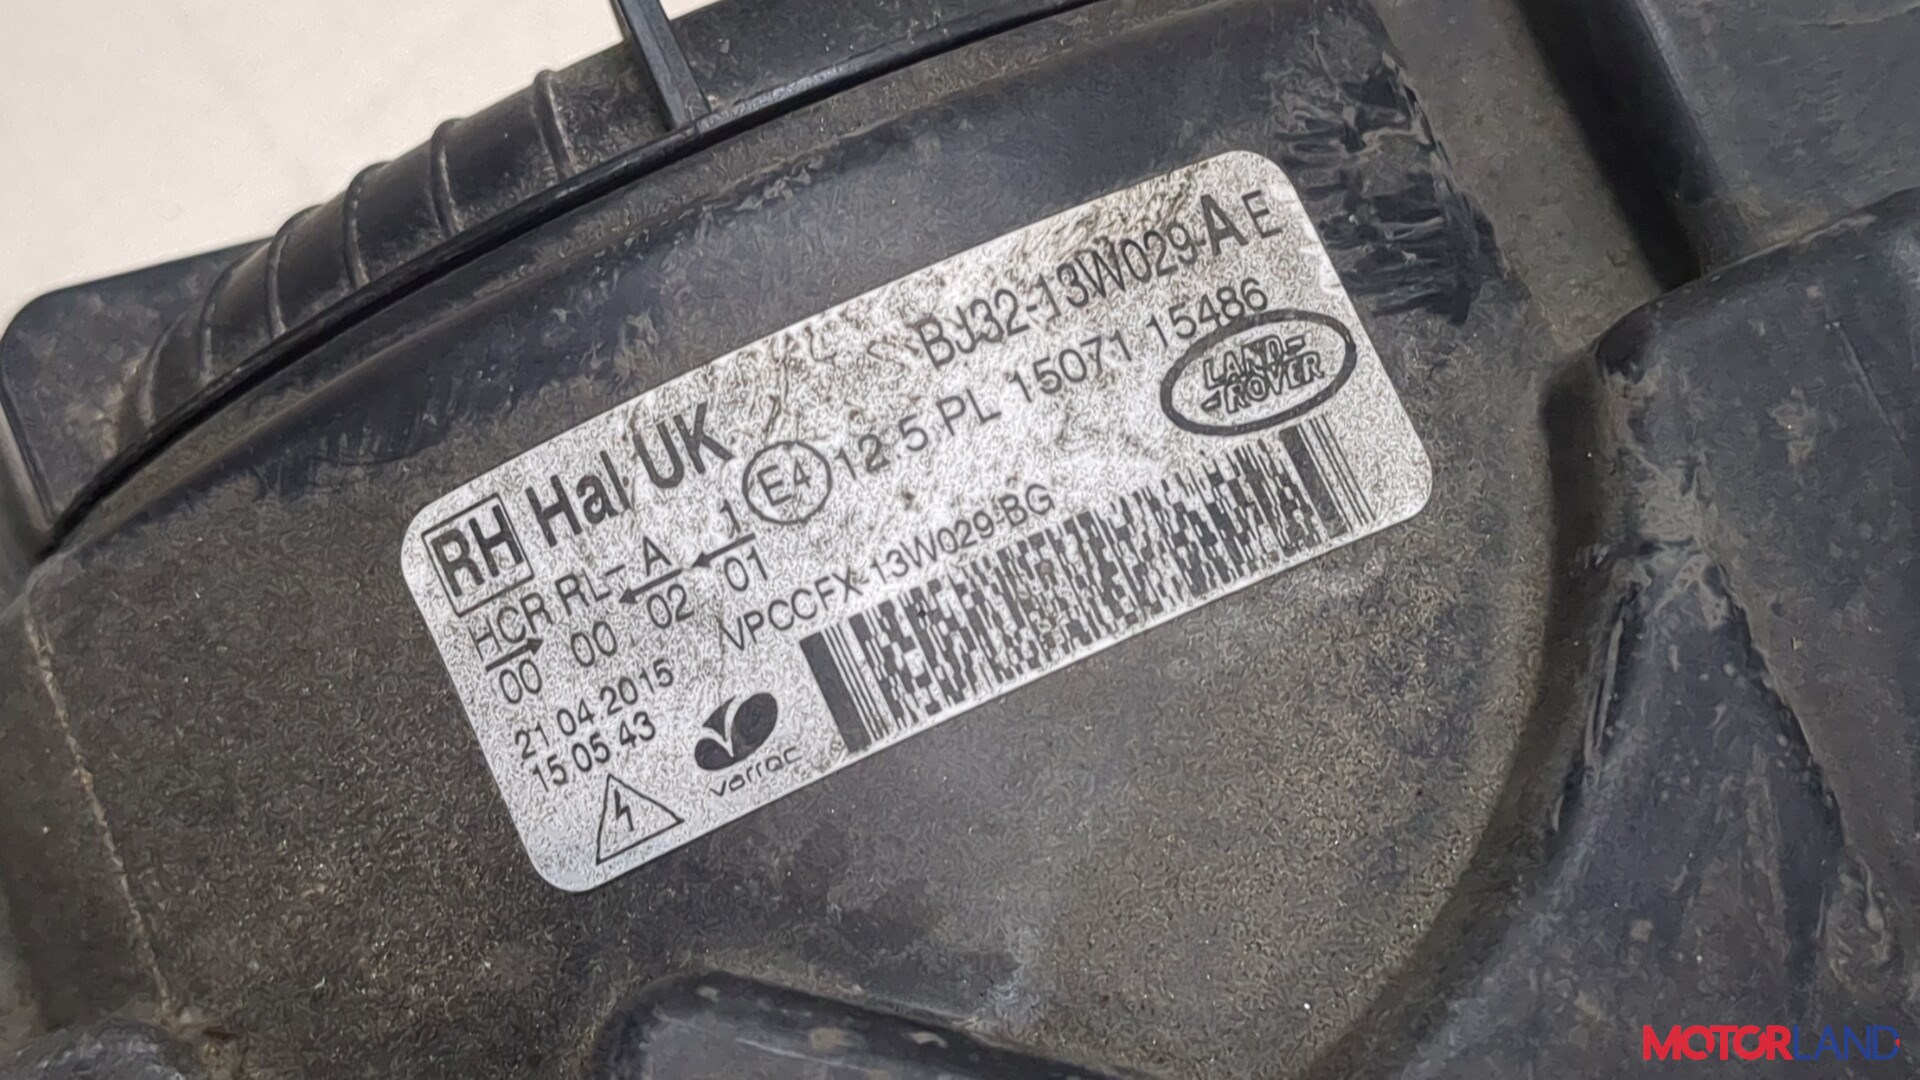 BJ32-13W029-AE
RH Hal UK
E4 12 5 PL 15071 15486
LAND-
-ROVER
HCR RL-A 1
00 00 02 01
VPCCFX-13W029-BG
21 04 2015
15 05 43
varroc
MOTORLAND